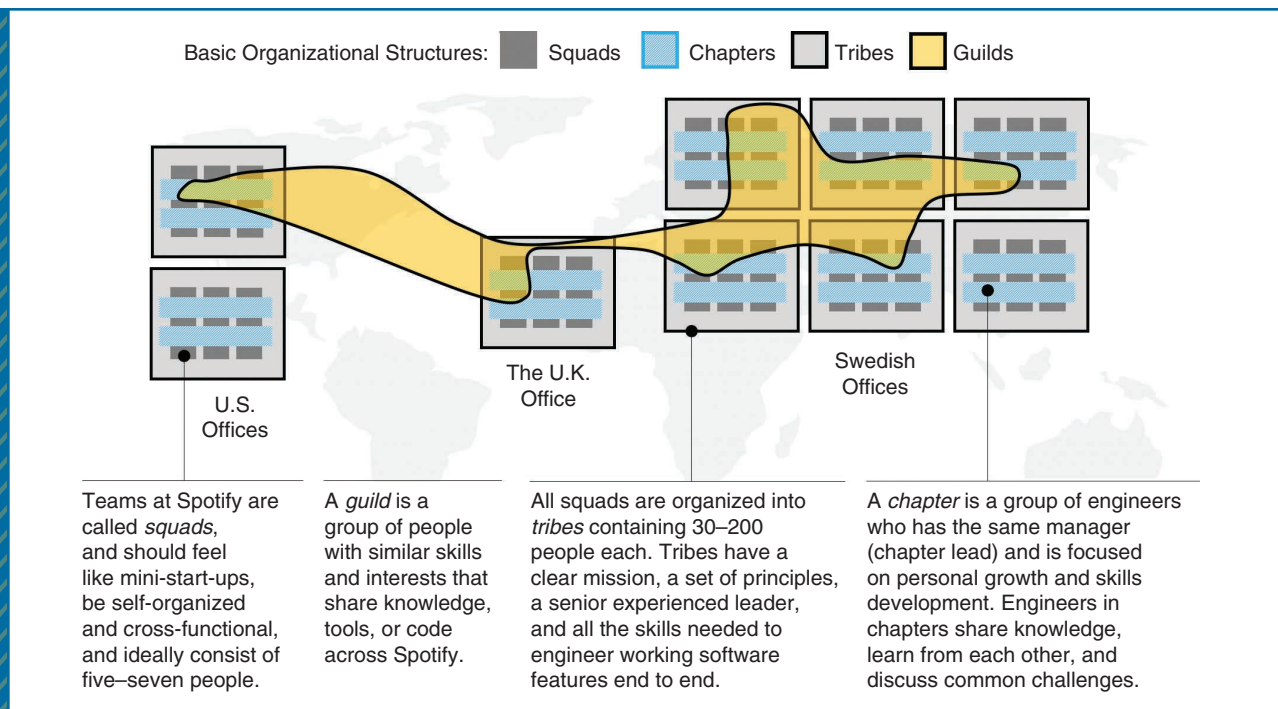 Basic Organizational Structures: Squads Chapters Tribes Guilds
U.S.
Offices
The U.K.
Office
Swedish
Offices
Teams at Spotify are
called squads,
and should feel
like mini-start-ups,
be self-organized
and cross-functional,
and ideally consist of
five–seven people.
A guild is a
group of people
with similar skills
and interests that
share knowledge,
tools, or code
across Spotify.
All squads are organized into
tribes containing 30–200
people each. Tribes have a
clear mission, a set of principles,
a senior experienced leader,
and all the skills needed to
engineer working software
features end to end.
A chapter is a group of engineers
who has the same manager
(chapter lead) and is focused
on personal growth and skills
development. Engineers in
chapters share knowledge,
learn from each other, and
discuss common challenges.